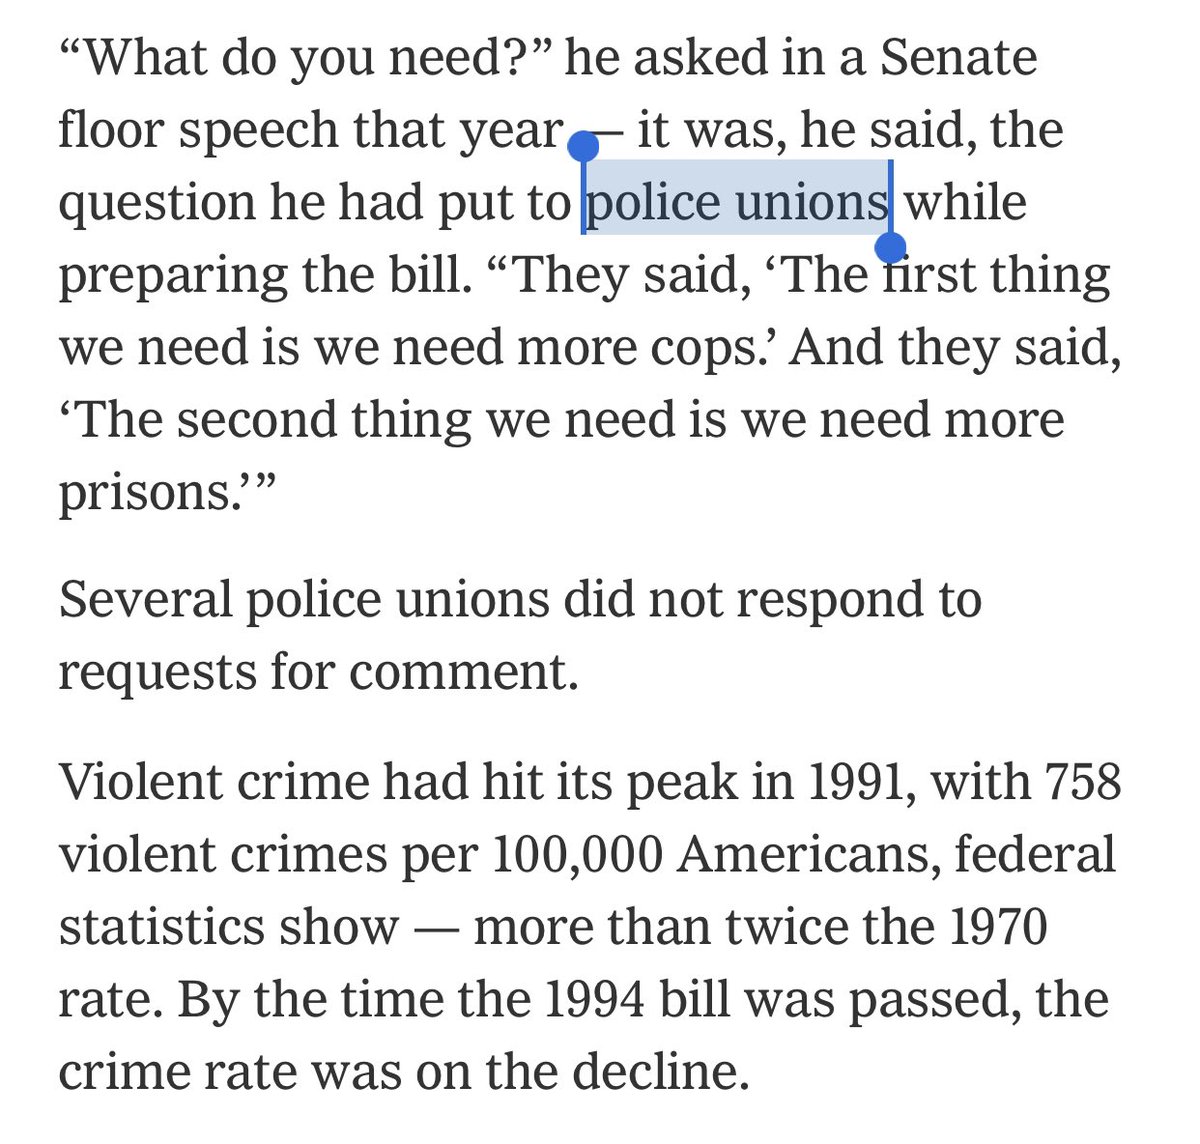 “What do you need?” he asked in a Senate
floor speech that year — it was, he said, the
question he had put to police unions while
preparing the bill. “They said, ‘The first thing
we need is we need more cops.’ And they said,
‘The second thing we need is we need more
prisons.’”
Several police unions did not respond to
requests for comment.
Violent crime had hit its peak in 1991, with 758
violent crimes per 100,000 Americans, federal
statistics show — more than twice the 1970
rate. By the time the 1994 bill was passed, the
crime rate was on the decline.